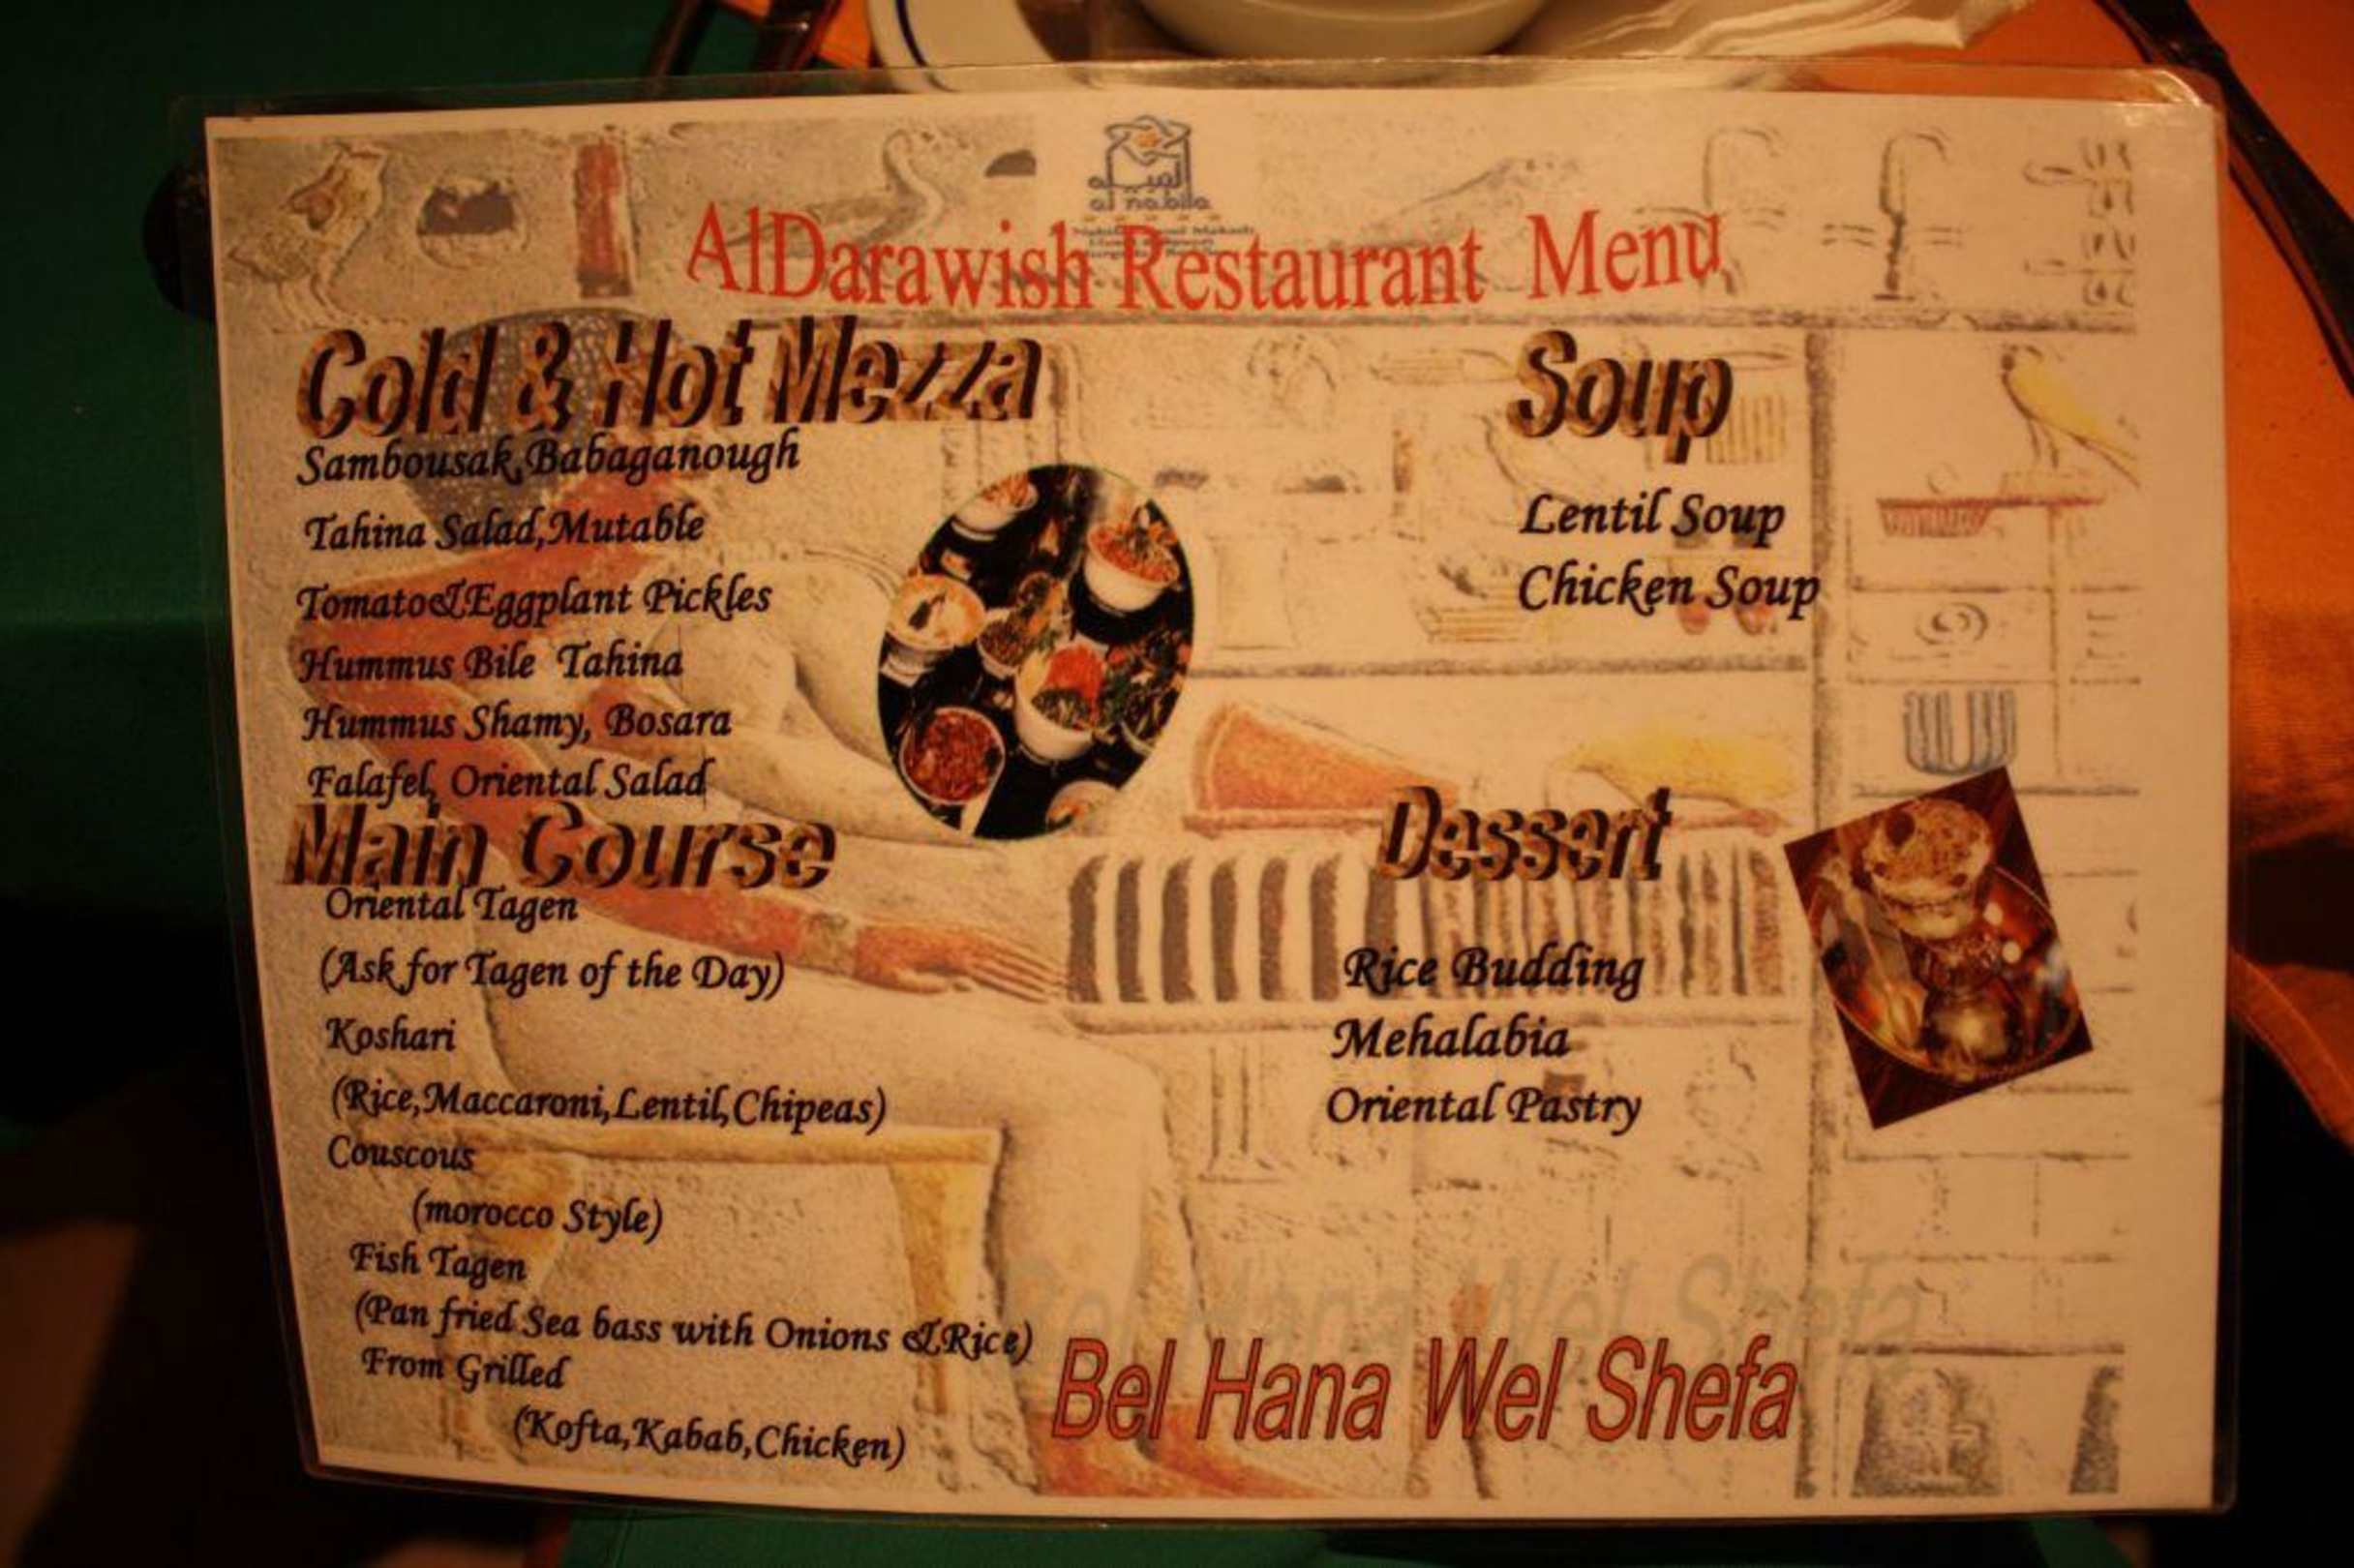 النبيلة
al nabila
AlDarawish Restaurant Menu
Cold & Hot Mezza
Sambousak,Babaganough
Tahina Salad,Mutable
Tomato&Eggplant Pickles
Hummus Bile Tahina
Hummus Shamy, Bosara
Falafel, Oriental Salad
Main Course
Oriental Tagen
(Ask for Tagen of the Day)
Koshari
(Rice,Maccaroni,Lentil,Chipeas)
Couscous
(morocco Style)
Fish Tagen
(Pan fried Sea bass with Onions &Rice)
From Grilled
(Kofta,Kabab,Chicken)
Soup
Lentil Soup
Chicken Soup
Dessert
Rice Budding
Mehalabia
Oriental Pastry
Bel Hana Wel Shefa